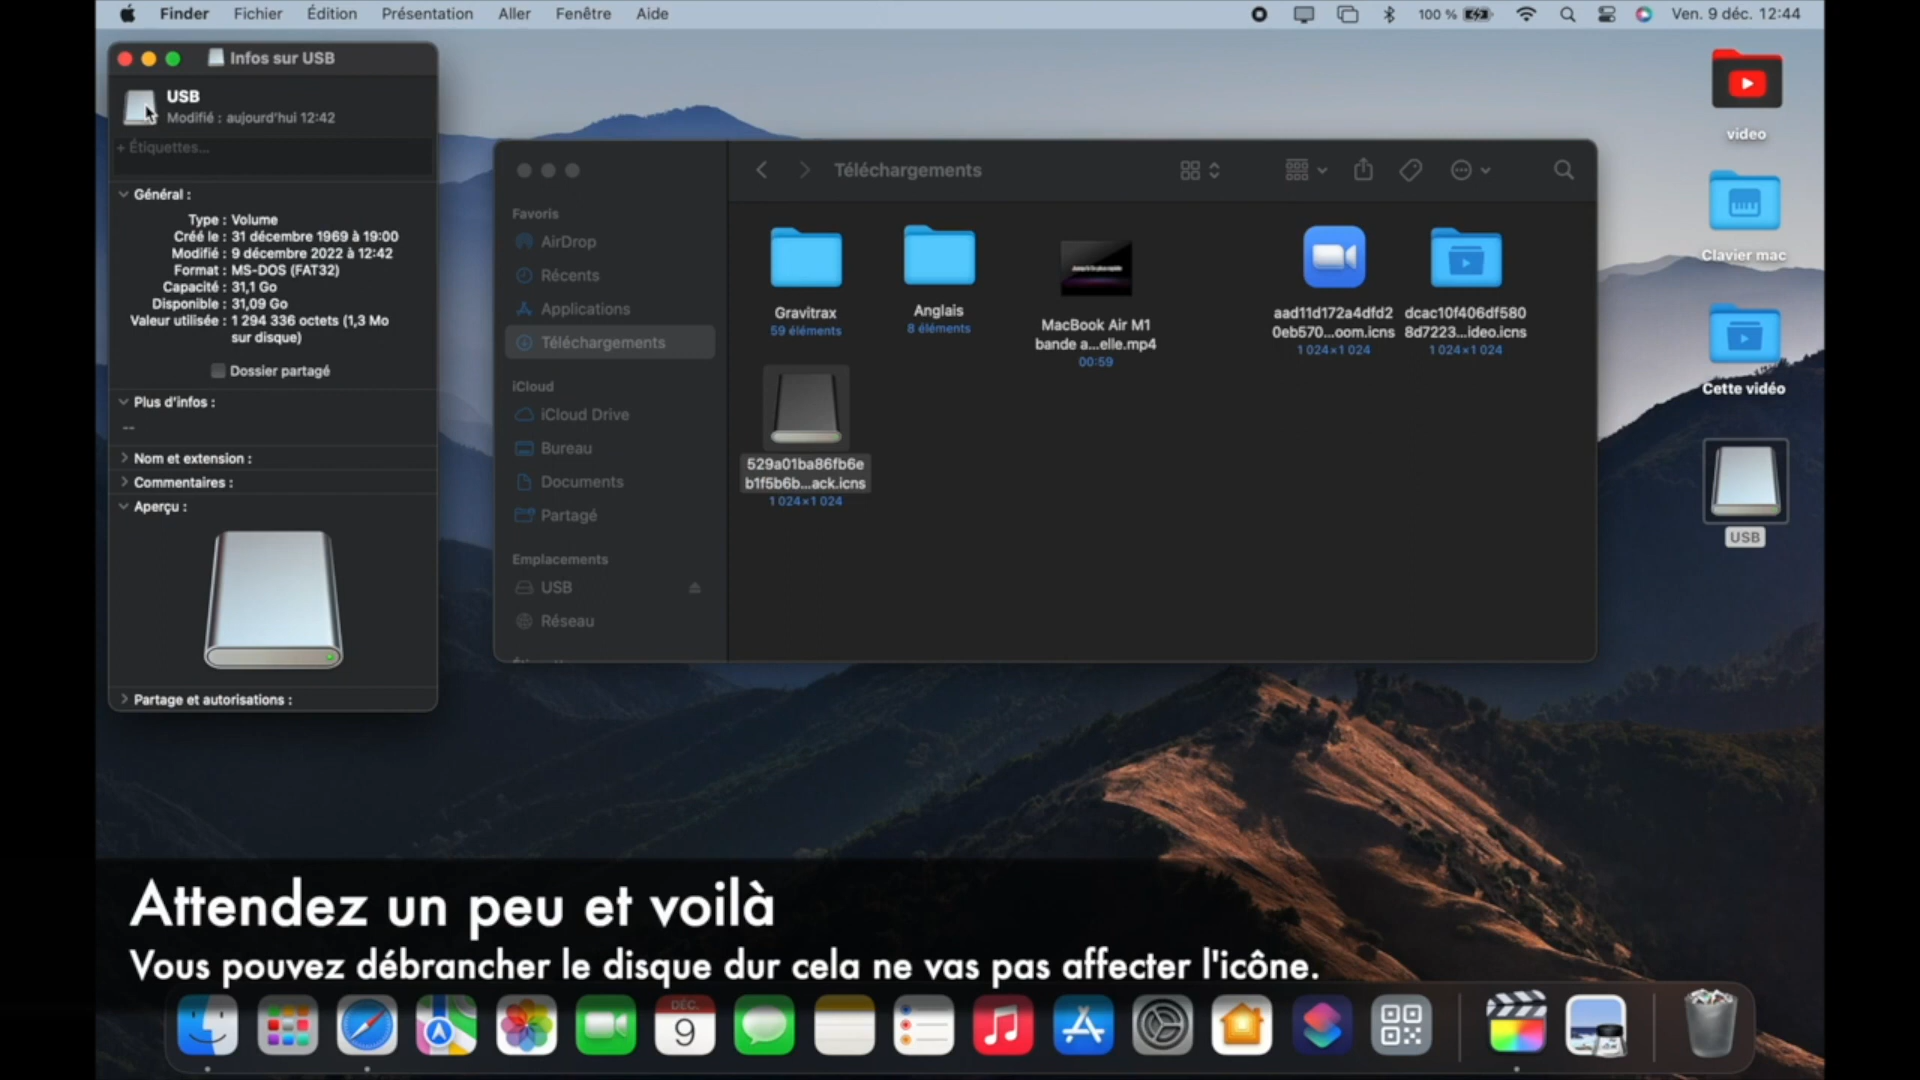 Finder Fichier Édition Présentation Aller Fenêtre Aide 100 % Ven. 9 déc. 12:44
Infos sur USB
USB
Modifié : aujourd'hui 12:42
+ Étiquettes...
Général :
Type : Volume
Créé le : 31 décembre 1969 à 19:00
Modifié : 9 décembre 2022 à 12:42
Format : MS-DOS (FAT32)
Capacité : 31,1 Go
Disponible : 31,09 Go
Valeur utilisée : 1 294 336 octets (1,3 Mo
sur disque)
Dossier partagé
Plus d'infos :
--
Nom et extension :
Commentaires :
Aperçu :
Partage et autorisations :
Téléchargements
Favoris
AirDrop
Récents
Applications
Téléchargements
iCloud
iCloud Drive
Bureau
Documents
Partagé
Emplacements
USB
Réseau
Gravitrax
59 éléments
Anglais
8 éléments
MacBook Air M1
bande a...elle.mp4
00:59
aad11d172a4dfd2
0eb570...oom.icns
1 024×1 024
dcac10f406df580
8d7223...ideo.icns
1 024×1 024
529a01ba86fb6e
b1f5b6b...ack.icns
1 024×1 024
video
Clavier mac
Cette vidéo
USB
Attendez un peu et voilà
Vous pouvez débrancher le disque dur cela ne vas pas affecter l'icône.
DÉC.
9